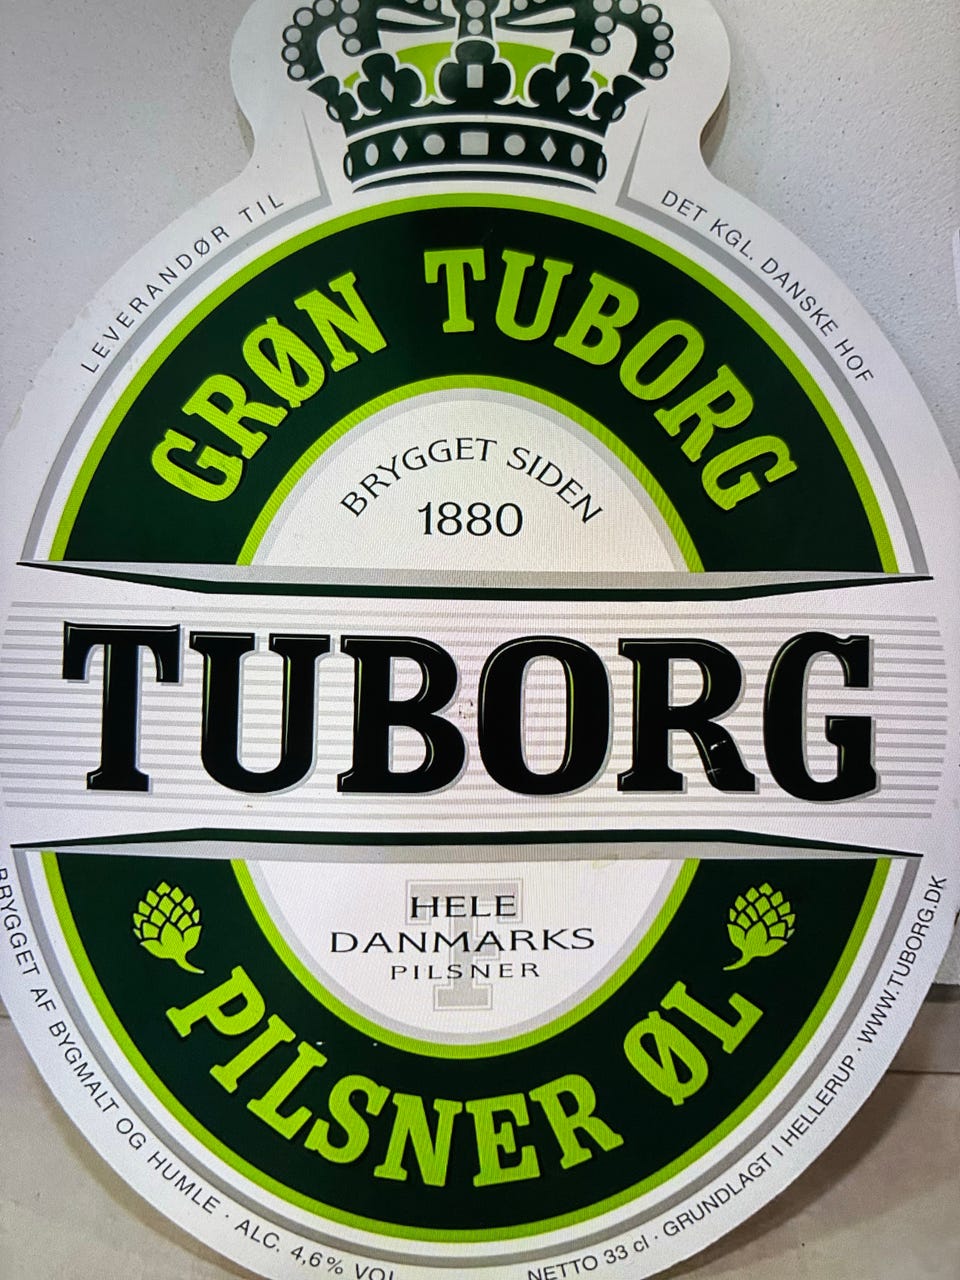 LEVERANDØR TIL
DET KGL. DANSKE HOF
GRØN TUBORG
BRYGGET SIDEN
1880
TUBORG
HELE
DANMARKS
PILSNER
PILSNER ØL
BRYGGET AF BYGMALT OG HUMLE · ALC. 4,6% VOL
NETTO 33 cl · GRUNDLAGT I HELLERUP · WWW.TUBORG.DK